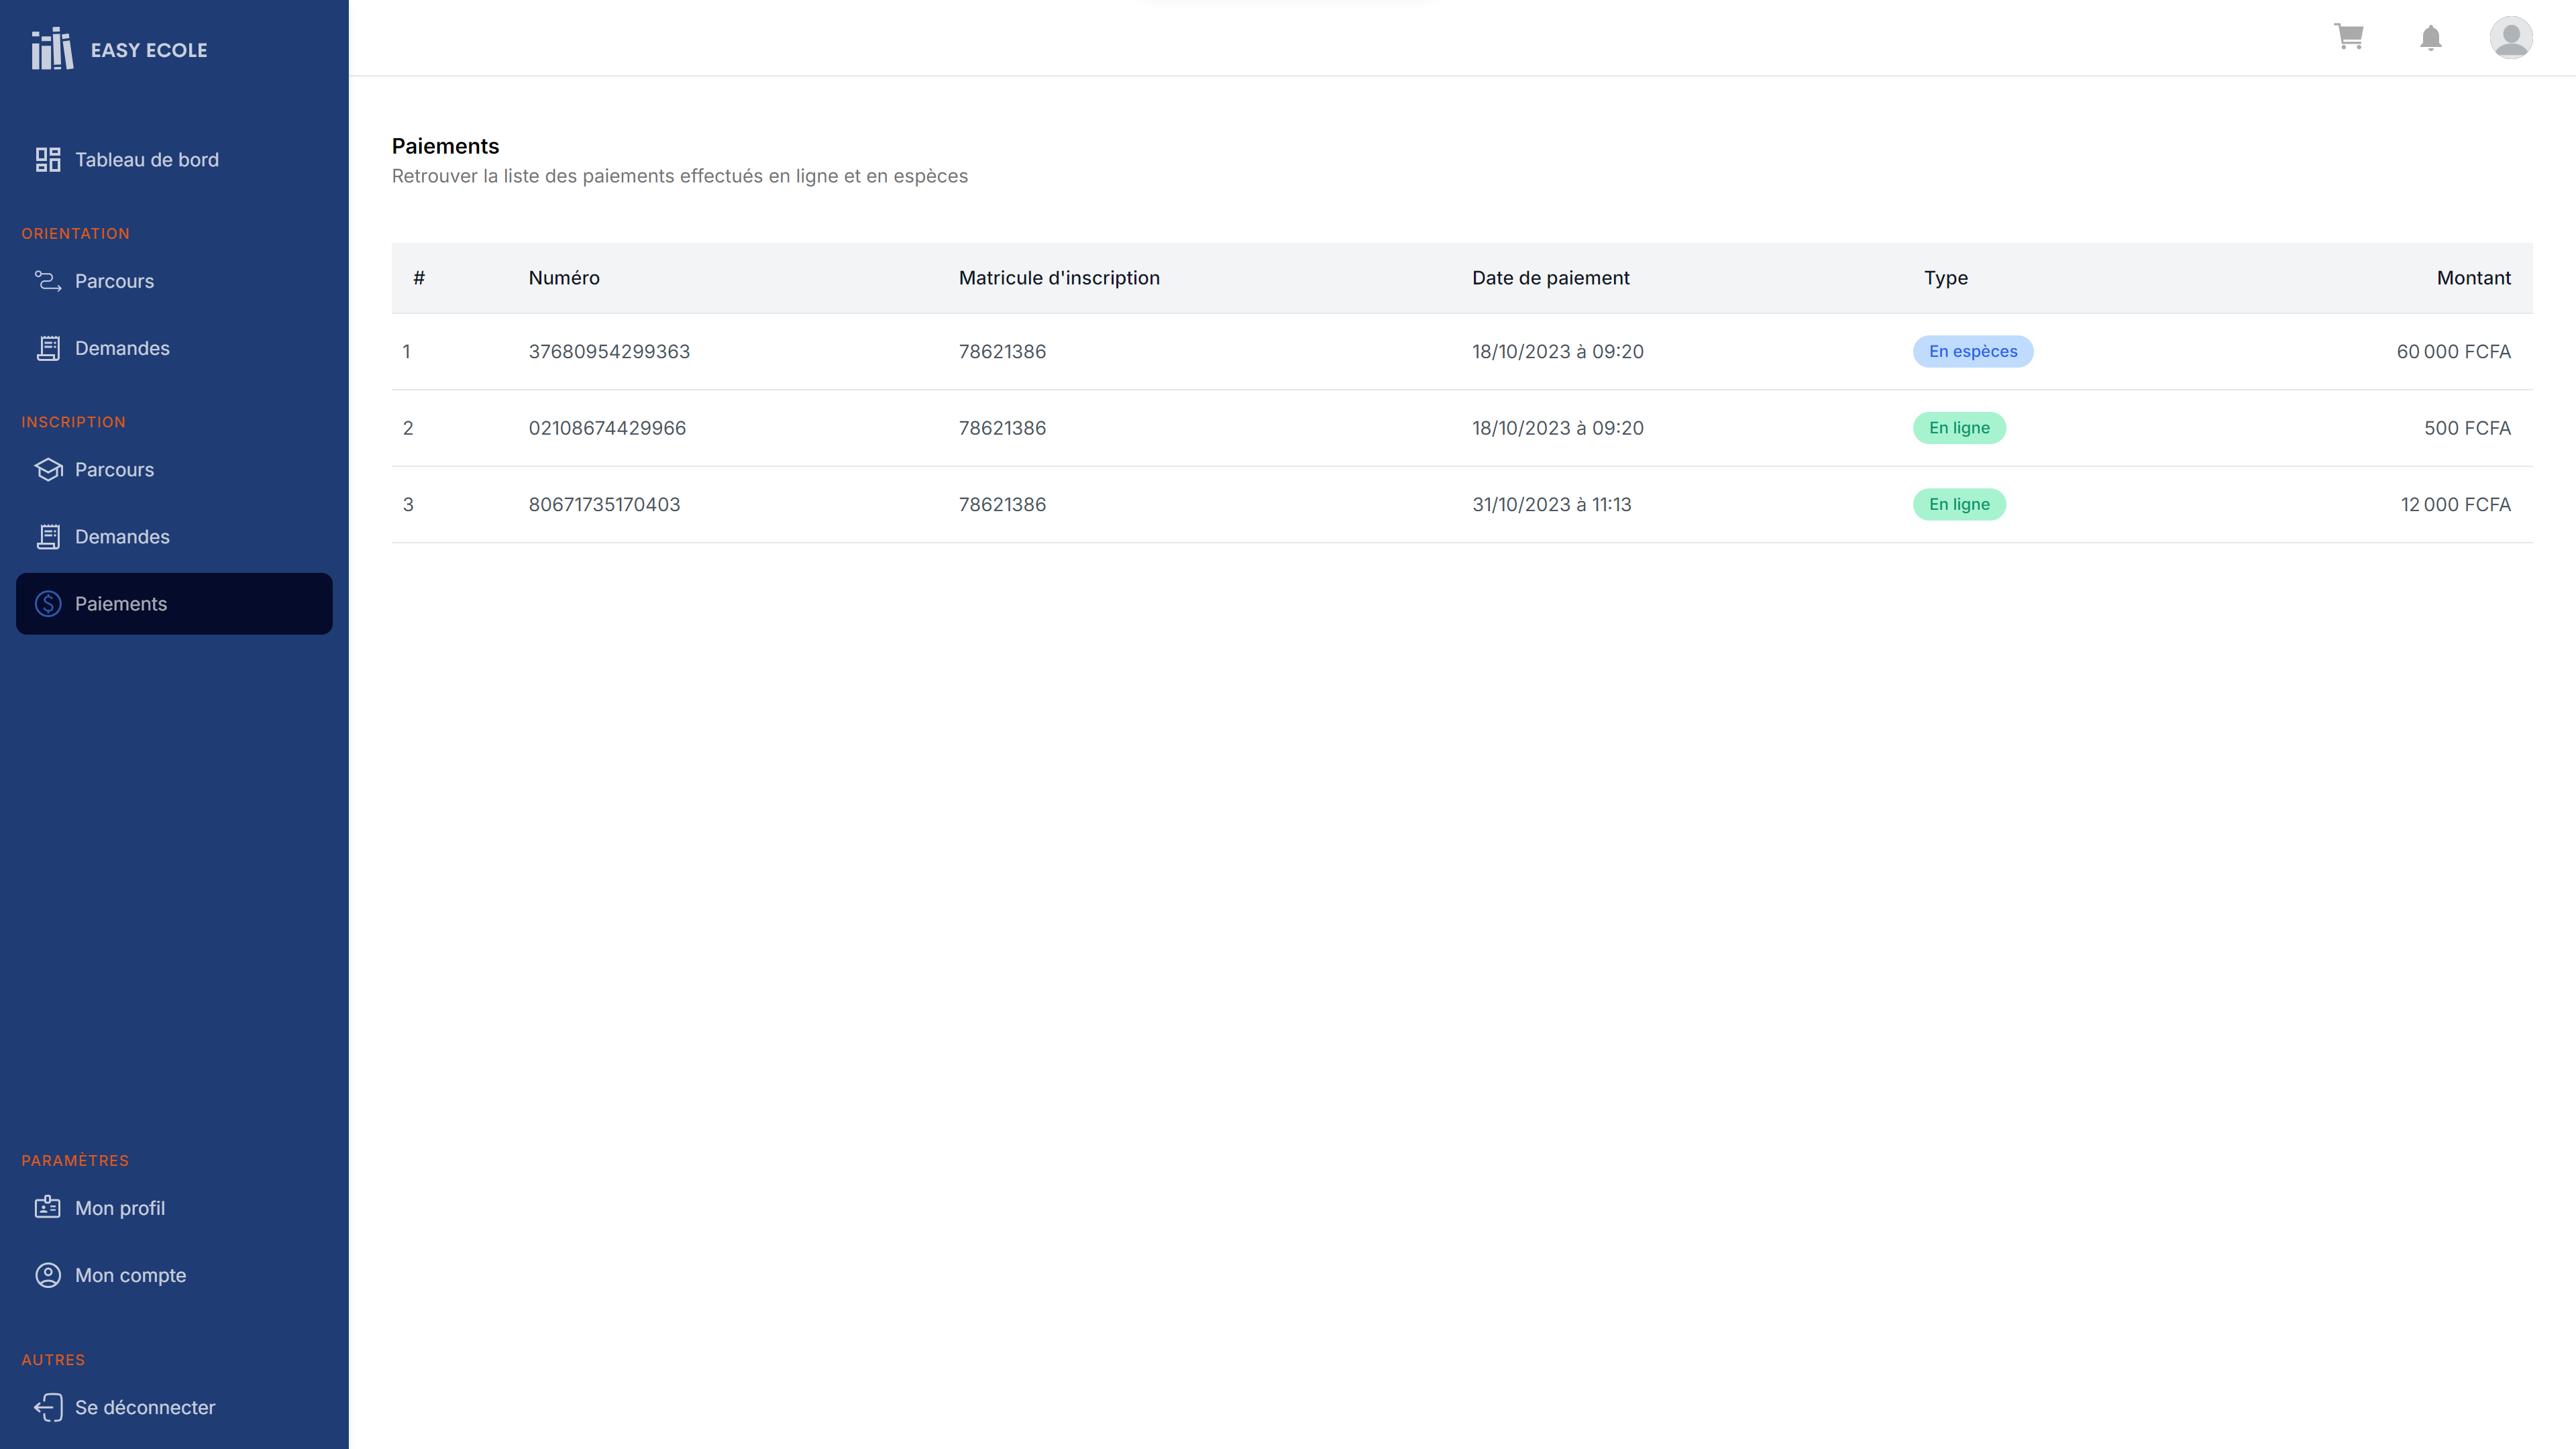 EASY ECOLE
Tableau de bord
ORIENTATION
Parcours
Demandes
INSCRIPTION
Parcours
Demandes
Paiements
PARAMÈTRES
Mon profil
Mon compte
AUTRES
Se déconnecter
Paiements
Retrouver la liste des paiements effectués en ligne et en espèces
# Numéro Matricule d'inscription Date de paiement Type Montant
1 37680954299363 78621386 18/10/2023 à 09:20 En espèces 60 000 FCFA
2 02108674429966 78621386 18/10/2023 à 09:20 En ligne 500 FCFA
3 80671735170403 78621386 31/10/2023 à 11:13 En ligne 12 000 FCFA